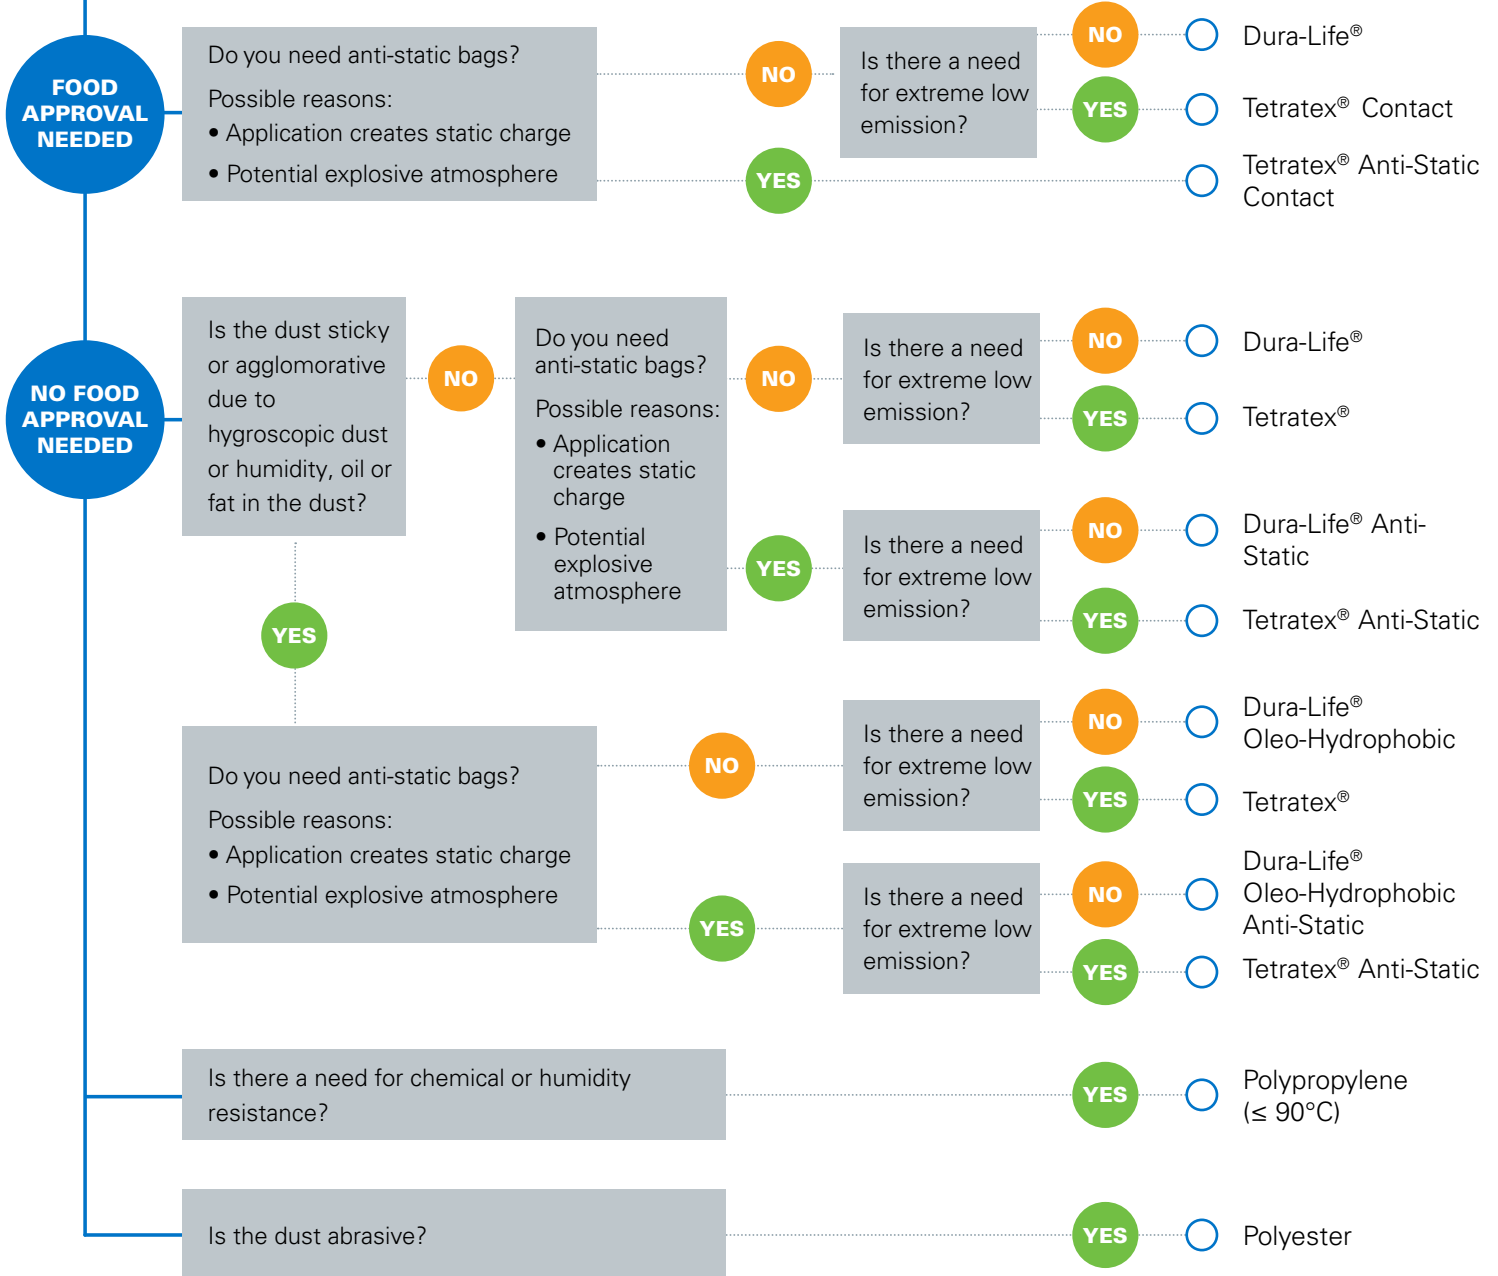 FOOD
APPROVAL
NEEDED
Do you need anti-static bags?
Possible reasons:
• Application creates static charge
• Potential explosive atmosphere
NO
Is there a need
for extreme low
emission?
NO
Dura-Life®
YES
Tetratex® Contact
YES
Tetratex® Anti-Static
Contact
NO FOOD
APPROVAL
NEEDED
Is the dust sticky
or agglomorative
due to
hygroscopic dust
or humidity, oil or
fat in the dust?
NO
Do you need
anti-static bags?
Possible reasons:
• Application
creates static
charge
• Potential
explosive
atmosphere
NO
Is there a need
for extreme low
emission?
NO
Dura-Life®
YES
Tetratex®
YES
Is there a need
for extreme low
emission?
NO
Dura-Life® Anti-
Static
YES
Tetratex® Anti-Static
YES
Do you need anti-static bags?
Possible reasons:
• Application creates static charge
• Potential explosive atmosphere
NO
Is there a need
for extreme low
emission?
NO
Dura-Life®
Oleo-Hydrophobic
YES
Tetratex®
YES
Is there a need
for extreme low
emission?
NO
Dura-Life®
Oleo-Hydrophobic
Anti-Static
YES
Tetratex® Anti-Static
Is there a need for chemical or humidity
resistance?
YES
Polypropylene
(≤ 90°C)
Is the dust abrasive?
YES
Polyester